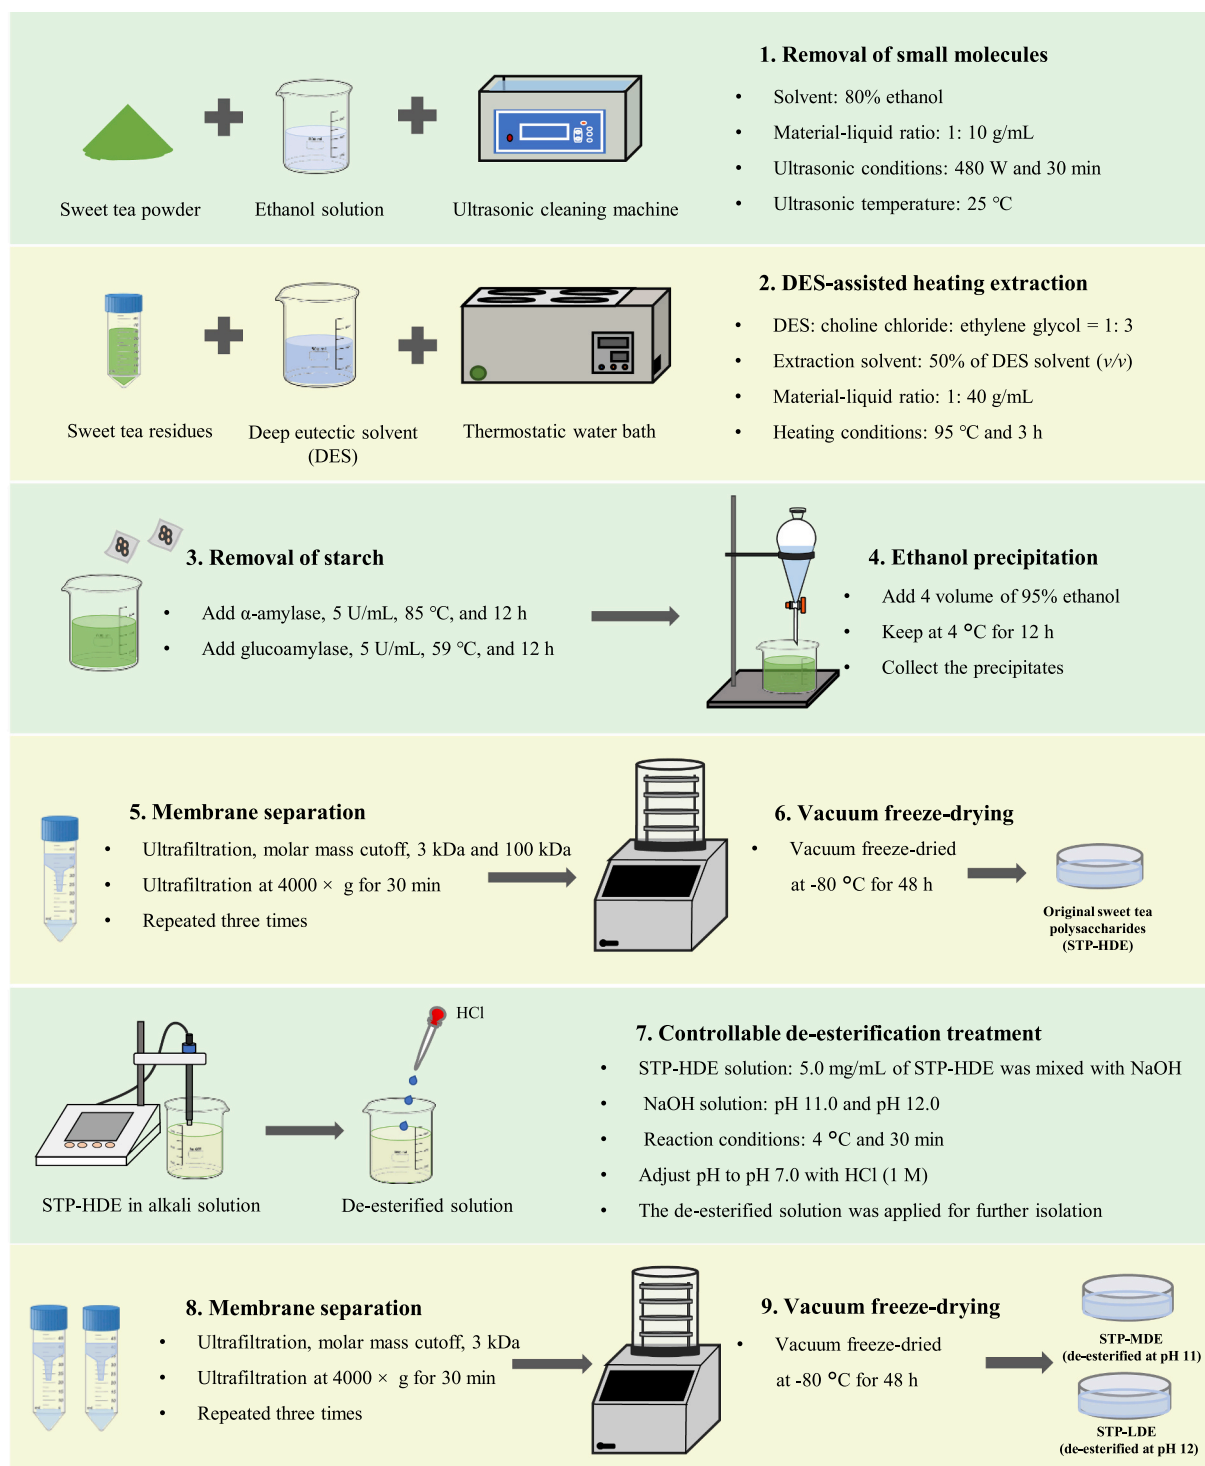 1. Removal of small molecules
• Solvent: 80% ethanol
• Material-liquid ratio: 1: 10 g/mL
• Ultrasonic conditions: 480 W and 30 min
• Ultrasonic temperature: 25 ℃
Sweet tea powder
Ethanol solution
Ultrasonic cleaning machine
2. DES-assisted heating extraction
• DES: choline chloride: ethylene glycol = 1: 3
• Extraction solvent: 50% of DES solvent (v/v)
• Material-liquid ratio: 1: 40 g/mL
• Heating conditions: 95 ℃ and 3 h
Sweet tea residues
Deep eutectic solvent
(DES)
Thermostatic water bath
3. Removal of starch
• Add α-amylase, 5 U/mL, 85 ℃, and 12 h
• Add glucoamylase, 5 U/mL, 59 ℃, and 12 h
4. Ethanol precipitation
• Add 4 volume of 95% ethanol
• Keep at 4 °C for 12 h
• Collect the precipitates
5. Membrane separation
• Ultrafiltration, molar mass cutoff, 3 kDa and 100 kDa
• Ultrafiltration at 4000 × g for 30 min
• Repeated three times
6. Vacuum freeze-drying
• Vacuum freeze-dried
at -80 °C for 48 h
Original sweet tea
polysaccharides
(STP-HDE)
HCl
STP-HDE in alkali solution
De-esterified solution
7. Controllable de-esterification treatment
• STP-HDE solution: 5.0 mg/mL of STP-HDE was mixed with NaOH
• NaOH solution: pH 11.0 and pH 12.0
• Reaction conditions: 4 °C and 30 min
• Adjust pH to pH 7.0 with HCl (1 M)
• The de-esterified solution was applied for further isolation
8. Membrane separation
• Ultrafiltration, molar mass cutoff, 3 kDa
• Ultrafiltration at 4000 × g for 30 min
• Repeated three times
9. Vacuum freeze-drying
• Vacuum freeze-dried
at -80 °C for 48 h
STP-MDE
(de-esterified at pH 11)
STP-LDE
(de-esterified at pH 12)